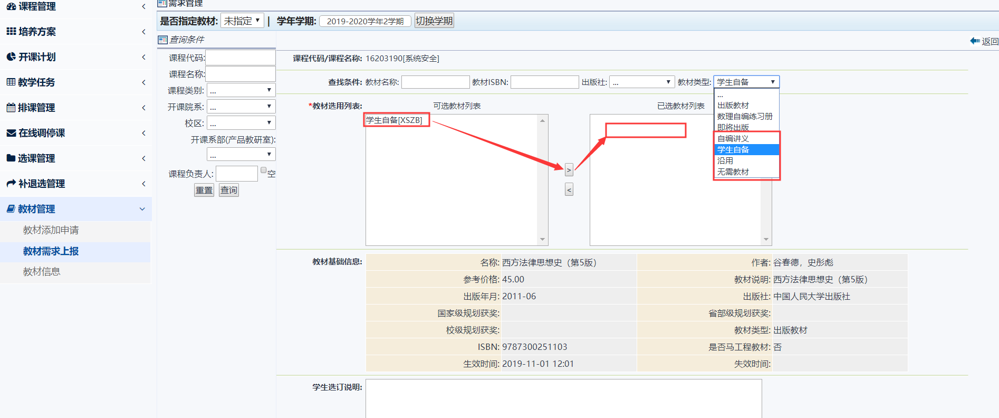 课程管理
培养方案
开课计划
教学任务
排课管理
在线调停课
选课管理
补退选管理
教材管理
教材添加申请
教材需求上报
教材信息
需求管理
是否指定教材: 未指定 | 学年学期: 2019-2020学年2学期 切换学期
查询条件
返回
课程代码:
课程名称:
课程类别: ...
开课院系: ...
校区: ...
开课系部(产品教研室):
...
课程负责人: 空
重置 查询
课程代码/课程名称: 16203190[系统安全]
查找条件: 教材名称: 教材ISBN: 出版社: ... 教材类型: 学生自备
...
出版教材
数理自编练习册
即将出版
自编讲义
学生自备
沿用
无需教材
*教材选用列表: 可选教材列表 已选教材列表
学生自备[XSZB]
>
<
教材基础信息: 名称: 西方法律思想史（第5版） 作者: 谷春德，史彤彪
参考价格: 45.00 教材说明: 西方法律思想史（第5版）
出版年月: 2011-06 出版社: 中国人民大学出版社
国家级规划获奖: 省部级规划获奖:
校级规划获奖: 教材类型: 出版教材
ISBN: 9787300251103 是否马工程教材: 否
生效时间: 2019-11-01 12:01 失效时间:
学生选订说明: